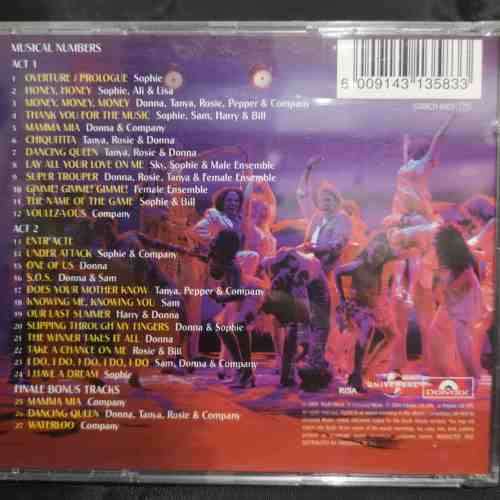 MUSICAL NUMBERS
ACT 1
1 OVERTURE / PROLOGUE Sophie
2 HONEY, HONEY Sophie, Ali & Lisa
3 MONEY, MONEY, MONEY Donna, Tanya, Rosie, Pepper & Company
4 THANK YOU FOR THE MUSIC Sophie, Sam, Harry & Bill
5 MAMMA MIA Donna & Company
6 CHIQUITITA Tanya, Rosie & Donna
7 DANCING QUEEN Tanya, Rosie & Donna
8 LAY ALL YOUR LOVE ON ME Sky, Sophie & Male Ensemble
9 SUPER TROUPER Donna, Rosie, Tanya & Female Ensemble
10 GIMME! GIMME! GIMME! Female Ensemble
11 THE NAME OF THE GAME Sophie & Bill
12 VOULEZ-VOUS Company
ACT 2
13 ENTR'ACTE
14 UNDER ATTACK Sophie & Company
15 ONE OF US Donna
16 S.O.S. Donna & Sam
17 DOES YOUR MOTHER KNOW Tanya, Pepper & Company
18 KNOWING ME, KNOWING YOU Sam
19 OUR LAST SUMMER Harry & Donna
20 SLIPPING THROUGH MY FINGERS Donna & Sophie
21 THE WINNER TAKES IT ALL Donna
22 TAKE A CHANCE ON ME Rosie & Bill
23 I DO, I DO, I DO, I DO, I DO Sam, Donna & Company
24 I HAVE A DREAM Sophie
FINALE BONUS TRACKS
25 MAMMA MIA Company
26 DANCING QUEEN Donna, Tanya, Rosie & Company
27 WATERLOO Company
6 009143 135833
RISA
UNIVERSAL
Polydor